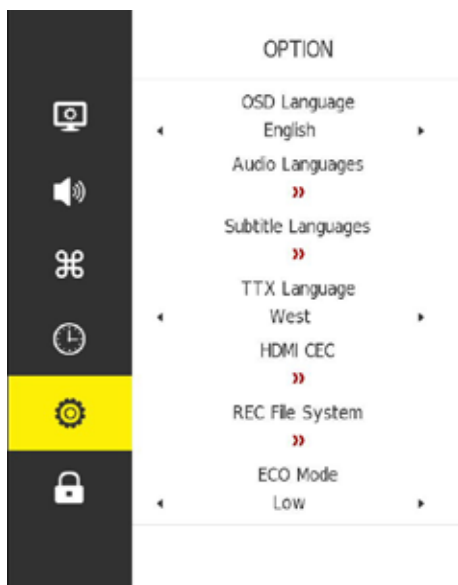 OPTION
OSD Language
English
Audio Languages
Subtitle Languages
TTX Language
West
HDMI CEC
REC File System
ECO Mode
Low